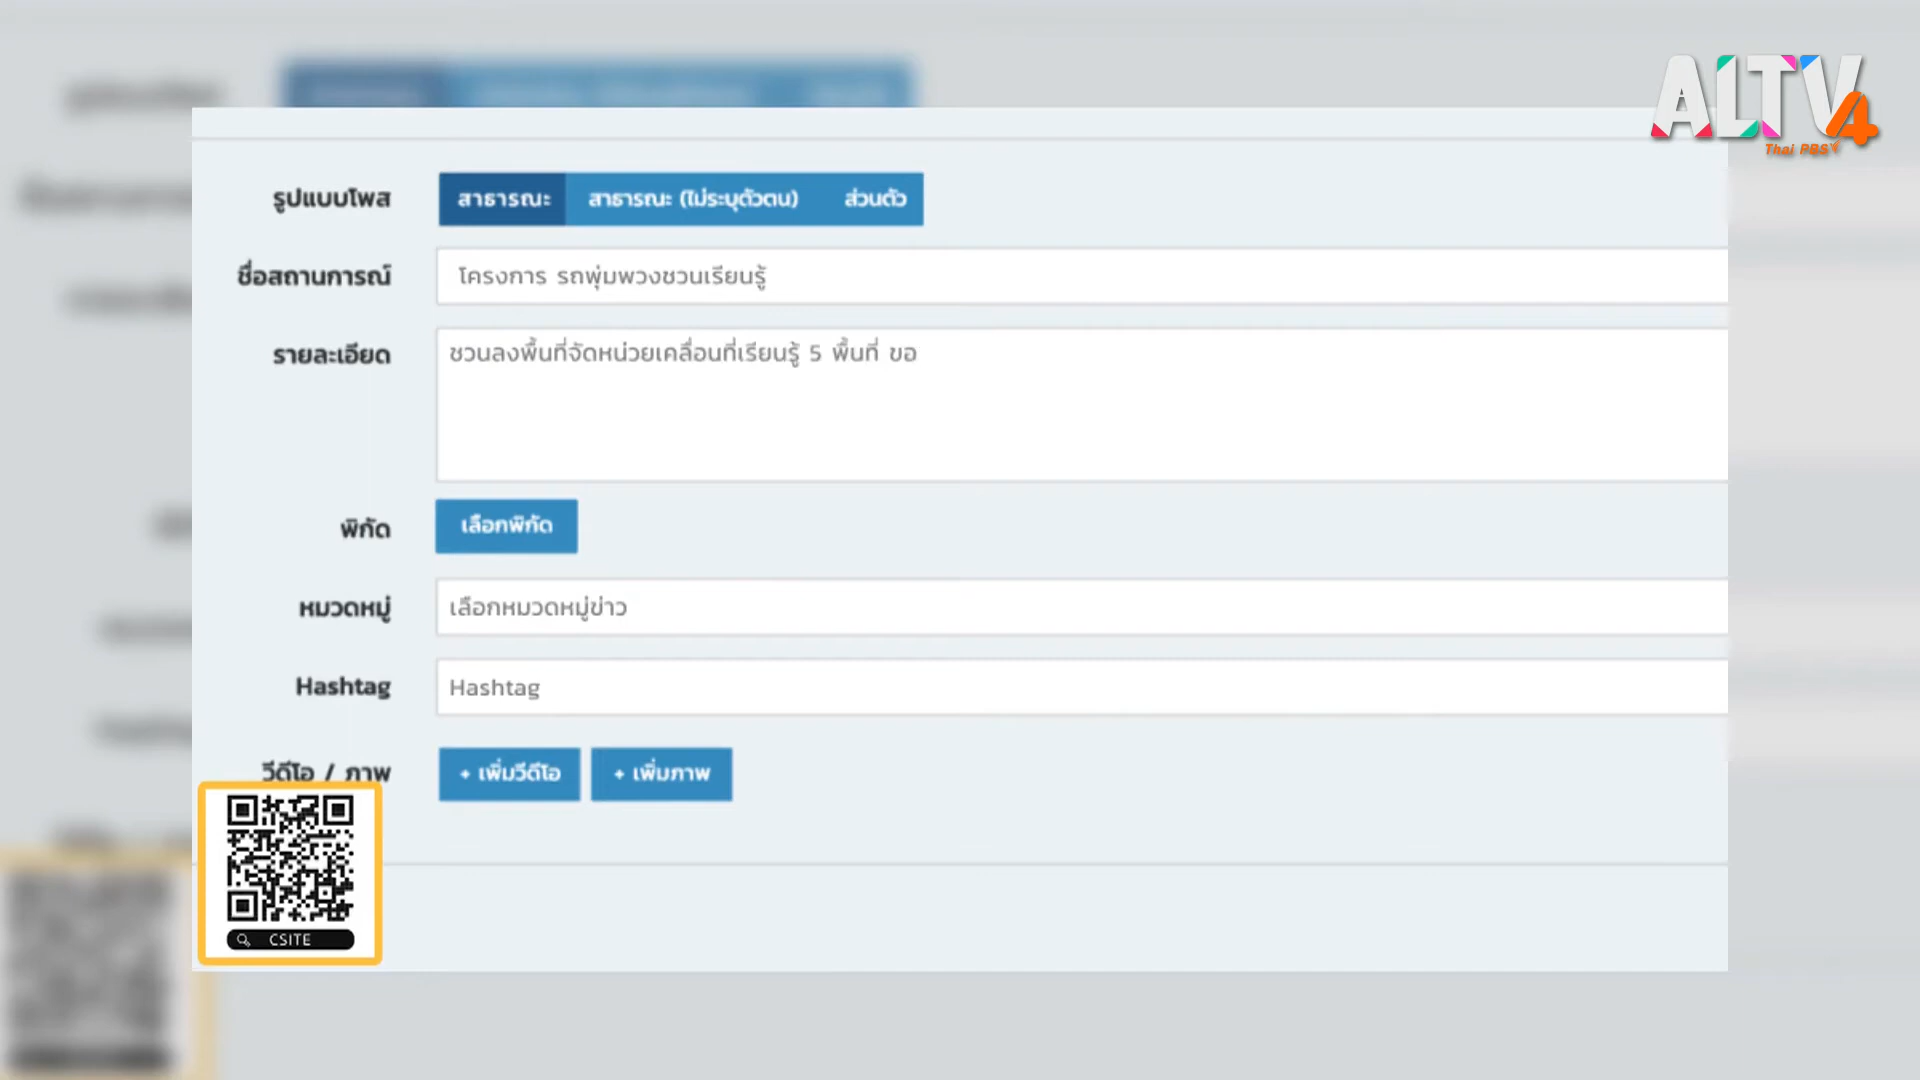 ALTV4
Thai PBS
รูปแบบโพส
สาธารณะ
สาธารณะ (ไม่ระบุตัวตน)
ส่วนตัว
ชื่อสถานการณ์
โครงการ รถพุ่มพวงชวนเรียนรู้
รายละเอียด
ชวนลงพื้นที่จัดหน่วยเคลื่อนที่เรียนรู้ 5 พื้นที่ ขอ
พิกัด
เลือกพิกัด
หมวดหมู่
เลือกหมวดหมู่ข่าว
Hashtag
Hashtag
วีดีโอ / ภาพ
+ เพิ่มวีดีโอ
+ เพิ่มภาพ
CSITE